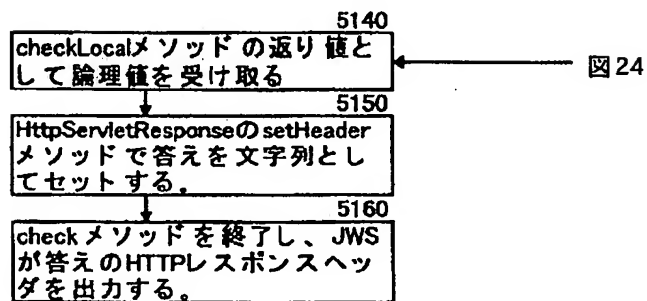 5140
checkLocalメソッドの返り値と
して論理値を受け取る
図24
5150
HttpServletResponseのsetHeader
メソッドで答えを文字列とし
てセットする。
5160
checkメソッドを終了し、JWS
が答えのHTTPレスポンスヘッ
ダを出力する。